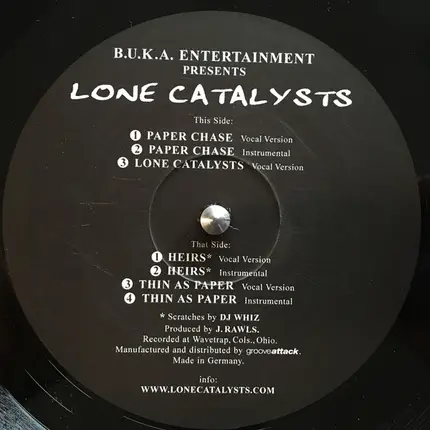 B.U.K.A. ENTERTAINMENT
PRESENTS
LONE CATALYSTS
This Side:
1 PAPER CHASE Vocal Version
2 PAPER CHASE Instrumental
3 LONE CATALYSTS Vocal Version
That Side:
1 HEIRS* Vocal Version
2 HEIRS* Instrumental
3 THIN AS PAPER Vocal Version
4 THIN AS PAPER Instrumental
* Scratches by DJ WHIZ
Produced by J. RAWLS.
Recorded at Wavetrap, Cols., Ohio.
Manufactured and distributed by grooveattack.
Made in Germany.
info:
WWW.LONECATALYSTS.COM